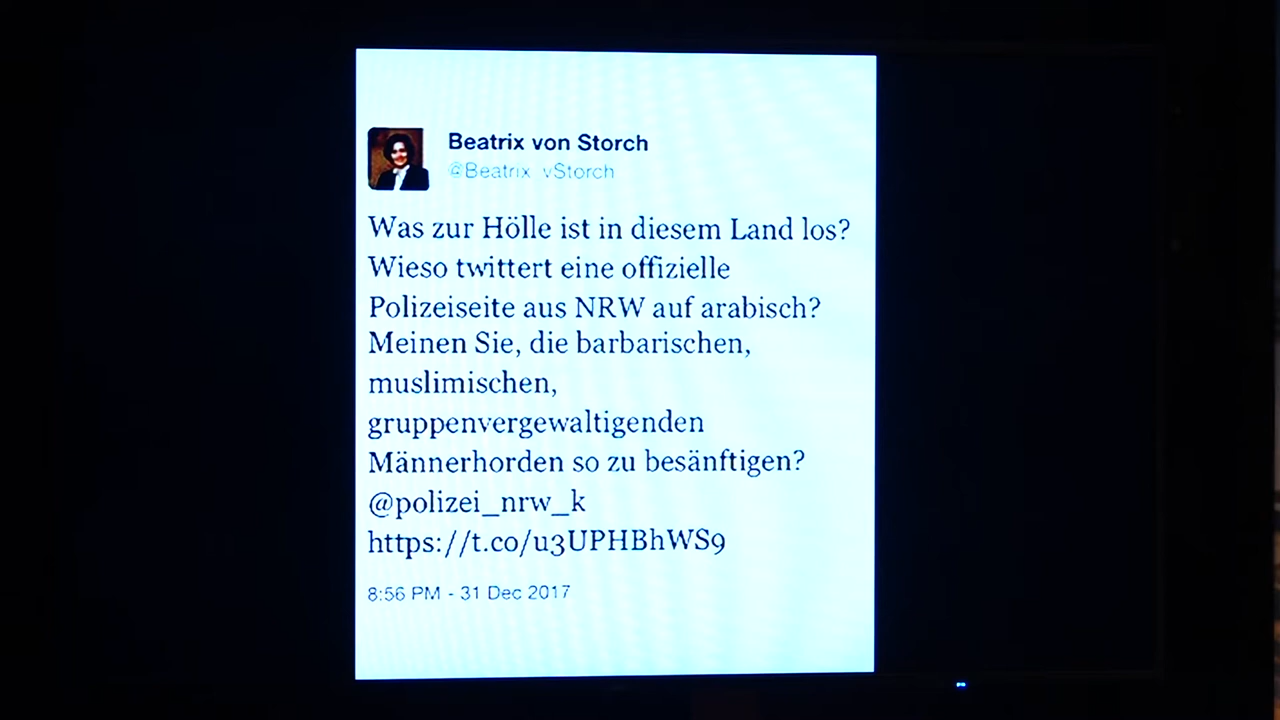 Beatrix von Storch
@Beatrix_vStorch
Was zur Hölle ist in diesem Land los?
Wieso twittert eine offizielle
Polizeiseite aus NRW auf arabisch?
Meinen Sie, die barbarischen,
muslimischen,
gruppenvergewaltigenden
Männerhorden so zu besänftigen?
@polizei_nrw_k
https://t.co/u3UPHBhWS9
8:56 PM - 31 Dec 2017